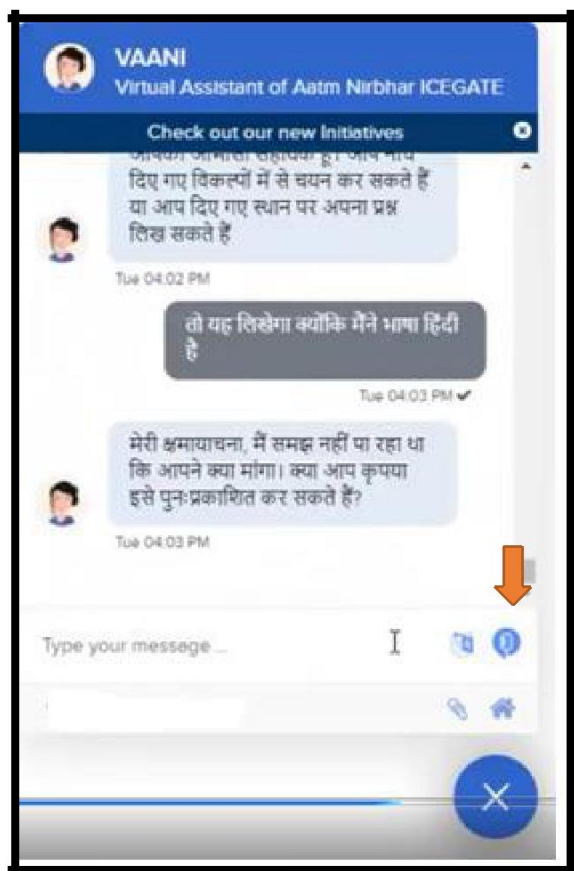 VAANI
Virtual Assistant of Aatm Nirbhar ICEGATE
Check out our new Initiatives
दिए गए विकल्पों में से चयन कर सकते हैं
या आप दिए गए स्थान पर अपना प्रश्न
लिख सकते हैं
Tue 04:02 PM
तो यह लिखेगा क्योंकि मैंने भाषा हिंदी
है
Tue 04:03 PM
मेरी क्षमायाचना, मैं समझ नहीं पा रहा था
कि आपने क्या मांगा। क्या आप कृपया
इसे पुनःप्रकाशित कर सकते हैं?
Tue 04:03 PM
Type your message ...